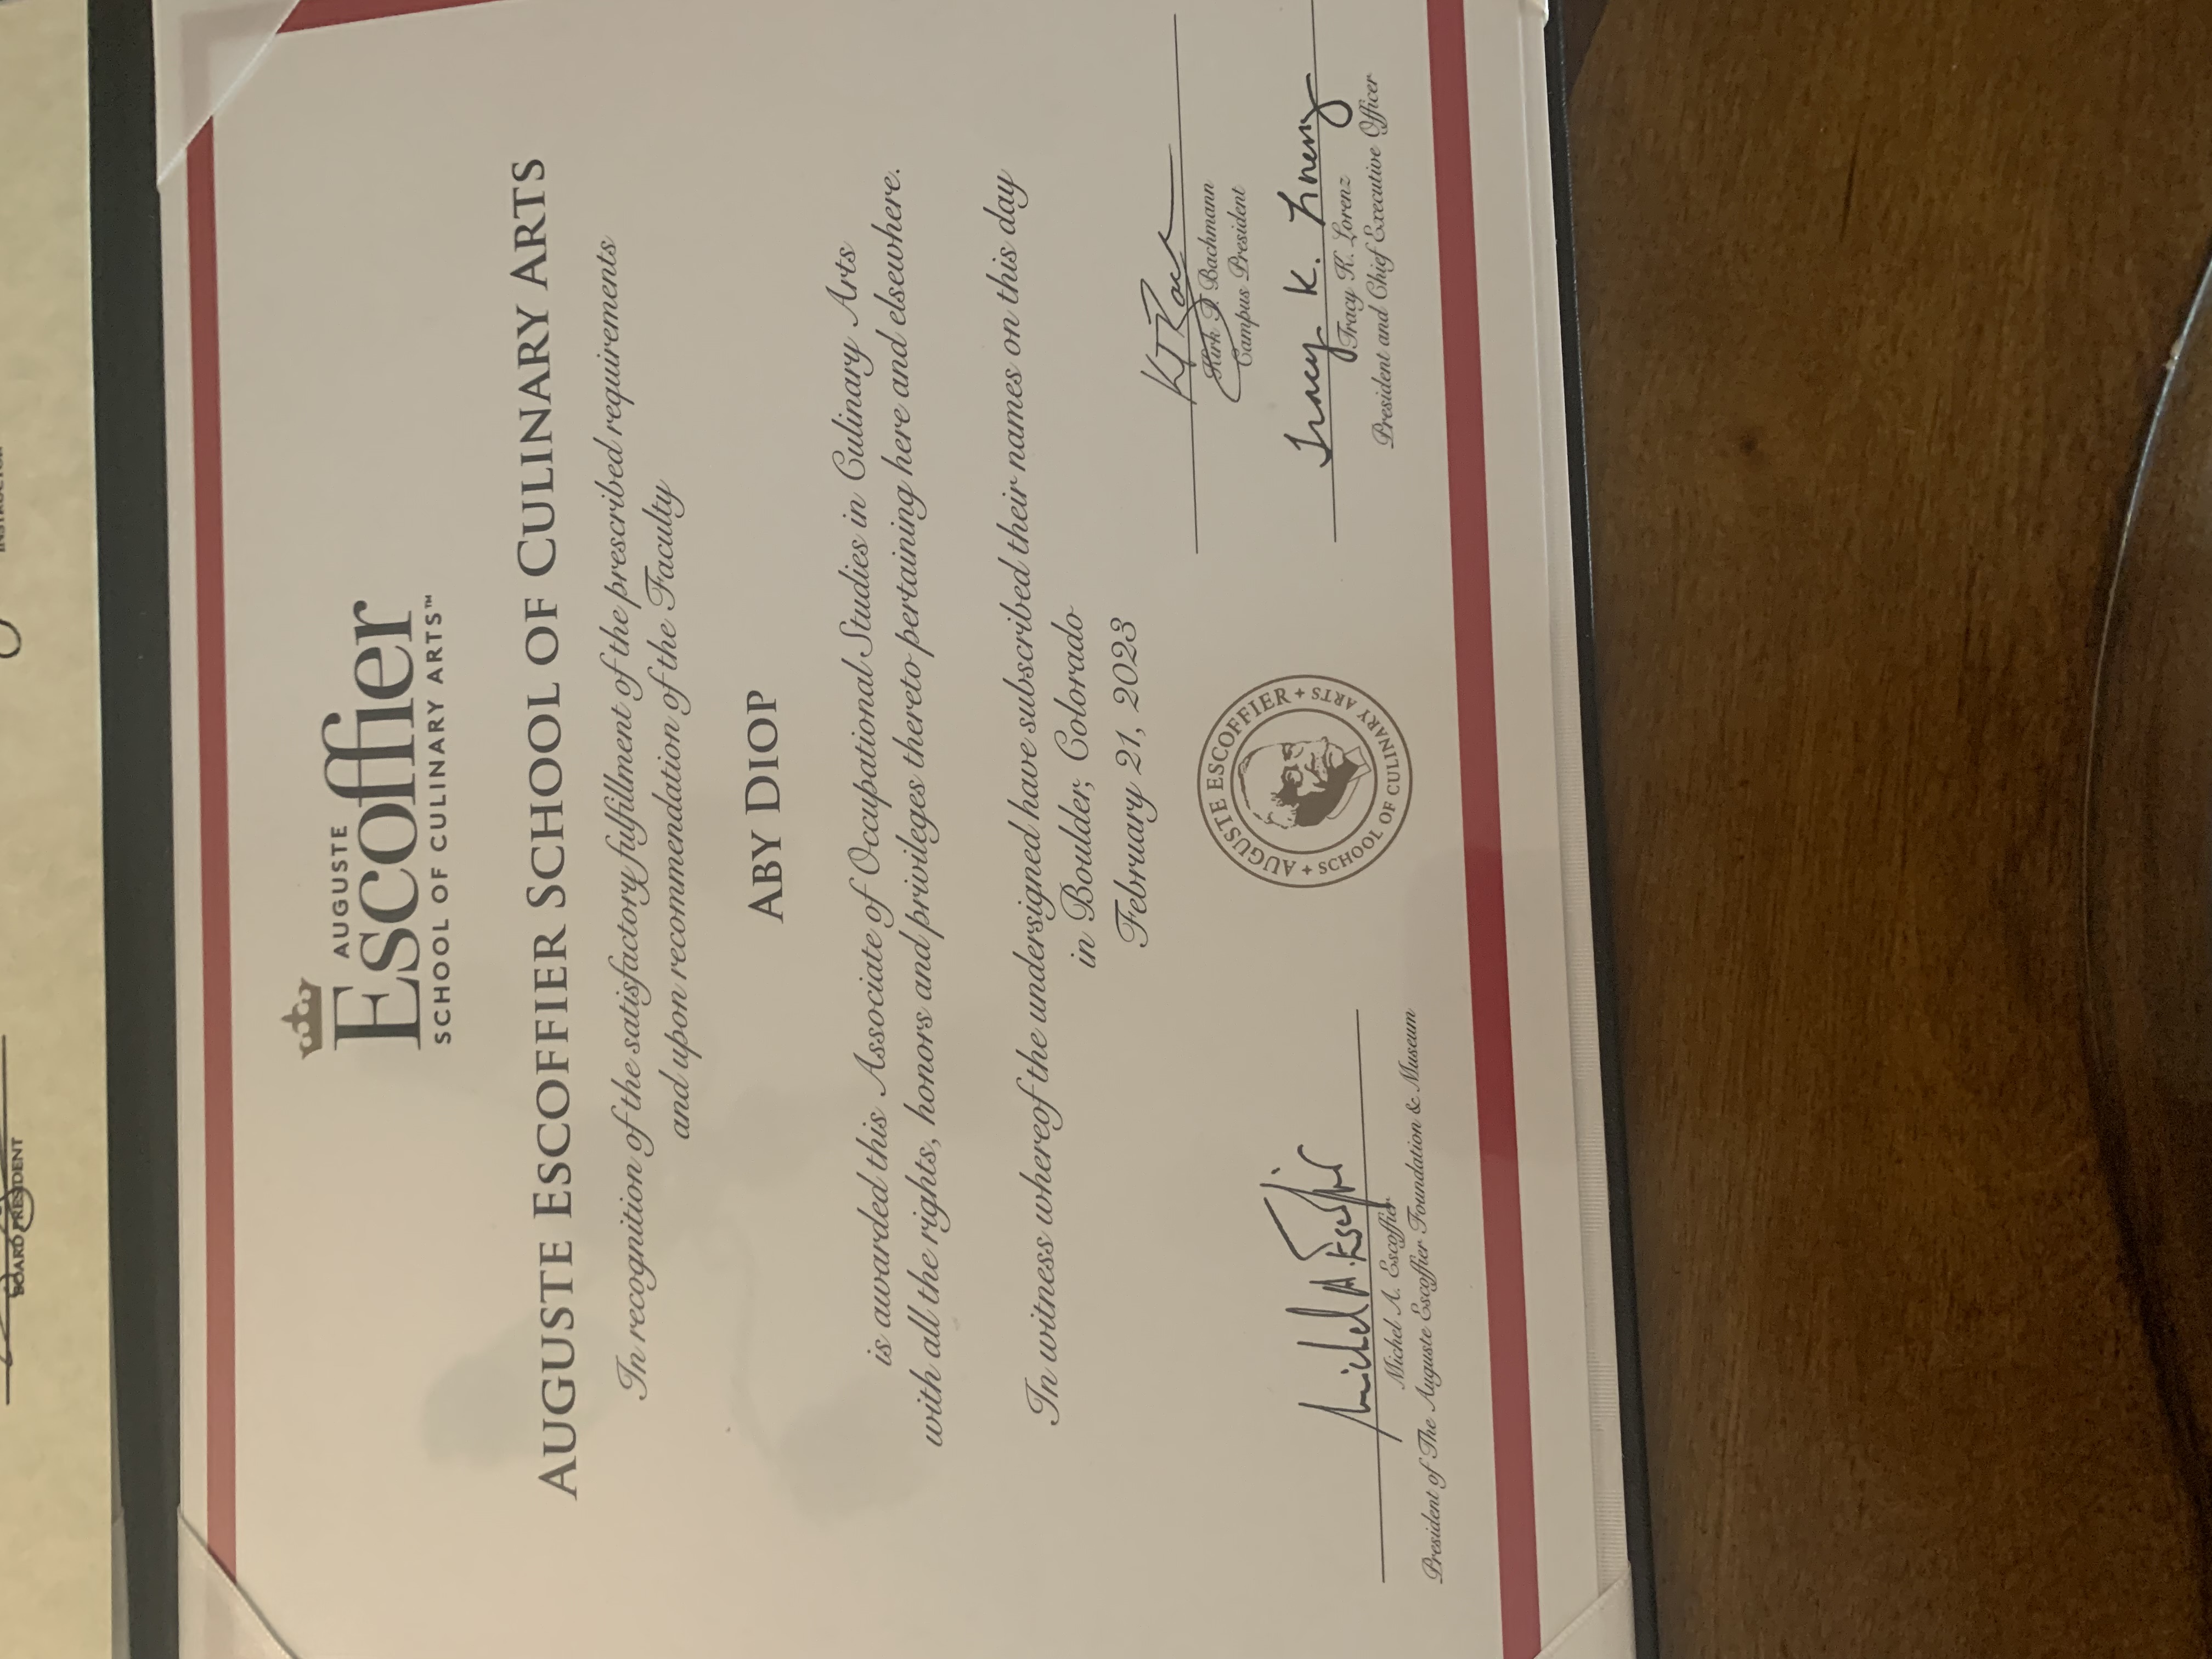 BOARD PRESIDENT
AUGUSTE
Escoffier
SCHOOL OF CULINARY ARTS™
AUGUSTE ESCOFFIER SCHOOL OF CULINARY ARTS
In recognition of the satisfactory fulfillment of the prescribed requirements
and upon recommendation of the Faculty
ABY DIOP
is awarded this Associate of Occupational Studies in Culinary Arts
with all the rights, honors and privileges thereto pertaining here and elsewhere.
In witness whereof the undersigned have subscribed their names on this day
in Boulder, Colorado
February 21, 2023
Michel A. Escoffier
Michel A. Escoffier
President of The Auguste Escoffier Foundation & Museum
AUGUSTE ESCOFFIER + SCHOOL OF CULINARY ARTS +
Kirk T. Bachmann
Campus President
Tracy K. Lorenz
Tracy K. Lorenz
President and Chief Executive Officer